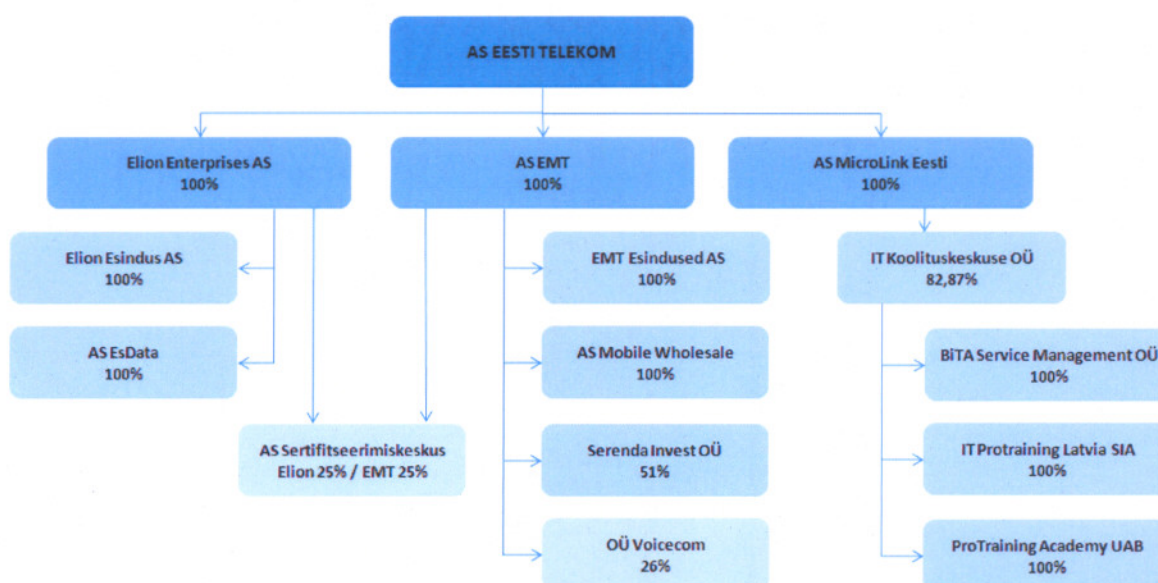 AS EESTI TELEKOM
Elion Enterprises AS
100%
AS EMT
100%
AS MicroLink Eesti
100%
Elion Esindus AS
100%
EMT Esindused AS
100%
IT Koolituskeskuse OÜ
82,87%
AS EsData
100%
AS Mobile Wholesale
100%
BiTA Service Management OÜ
100%
AS Sertifitseerimiskeskus
Elion 25% / EMT 25%
Serenda Invest OÜ
51%
IT Protraining Latvia SIA
100%
OÜ Voicecom
26%
ProTraining Academy UAB
100%